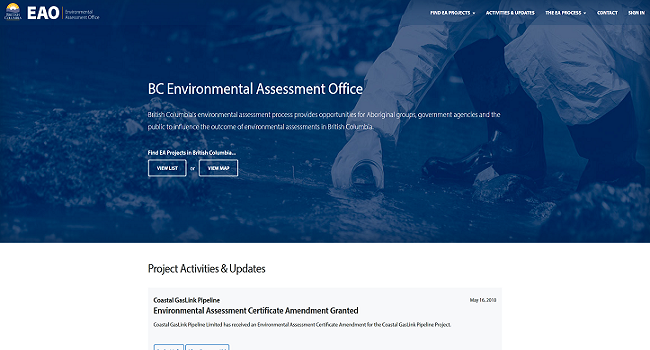 BRITISH
COLUMBIA
EAO
Environmental
Assessment Office
FIND EA PROJECTS
ACTIVITIES & UPDATES
THE EA PROCESS
CONTACT
SIGN IN
BC Environmental Assessment Office
British Columbia's environmental assessment process provides opportunities for Aboriginal groups, government agencies and the
public to influence the outcome of environmental assessments in British Columbia.
Find EA Projects in British Columbia...
VIEW LIST or VIEW MAP
Project Activities & Updates
Coastal GasLink Pipeline
May 16, 2018
Environmental Assessment Certificate Amendment Granted
Coastal GasLink Pipeline Limited has received an Environmental Assessment Certificate Amendment for the Coastal GasLink Pipeline Project.